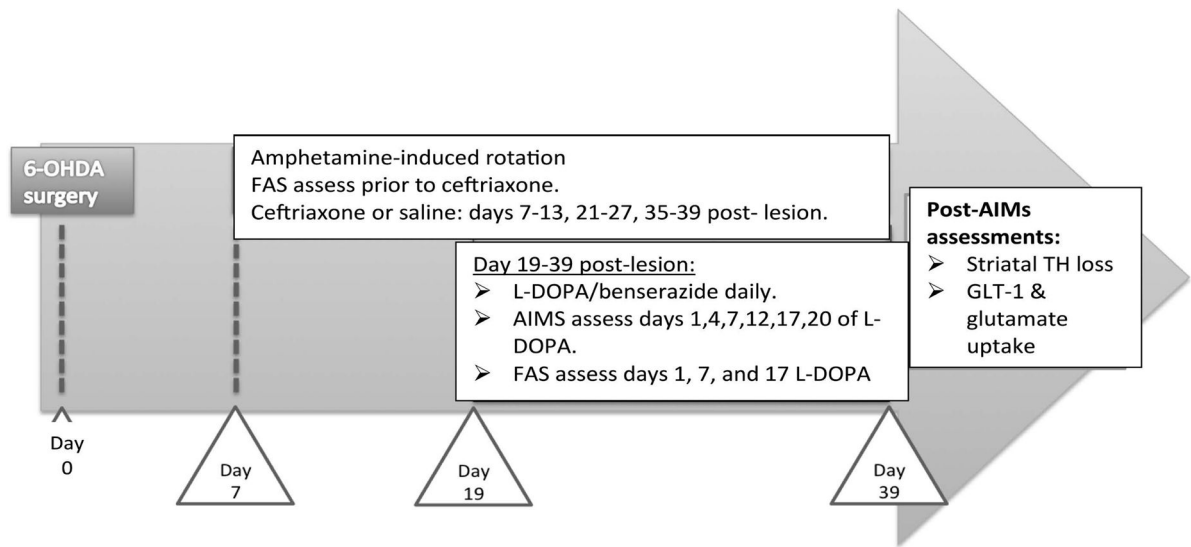 6-OHDA
surgery
Amphetamine-induced rotation
FAS assess prior to ceftriaxone.
Ceftriaxone or saline: days 7-13, 21-27, 35-39 post- lesion.
Day 19-39 post-lesion:
➢ L-DOPA/benserazide daily.
➢ AIMS assess days 1,4,7,12,17,20 of L-
DOPA.
➢ FAS assess days 1, 7, and 17 L-DOPA
Post-AIMs
assessments:
➢ Striatal TH loss
➢ GLT-1 &
glutamate
uptake
Day
0
Day
7
Day
19
Day
39